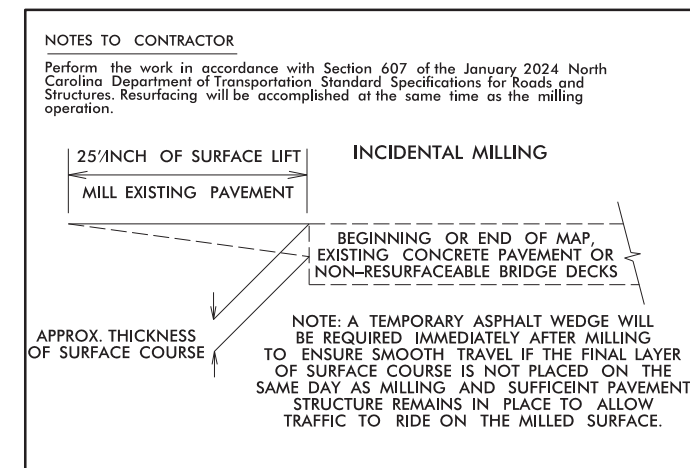 NOTES TO CONTRACTOR
Perform the work in accordance with Section 607 of the January 2024 North
Carolina Department of Transportation Standard Specifications for Roads and
Structures. Resurfacing will be accomplished at the same time as the milling
operation.
25'/INCH OF SURFACE LIFT
INCIDENTAL MILLING
MILL EXISTING PAVEMENT
BEGINNING OR END OF MAP,
EXISTING CONCRETE PAVEMENT OR
NON-RESURFACEABLE BRIDGE DECKS
APPROX. THICKNESS
OF SURFACE COURSE
NOTE: A TEMPORARY ASPHALT WEDGE WILL
BE REQUIRED IMMEDIATELY AFTER MILLING
TO ENSURE SMOOTH TRAVEL IF THE FINAL LAYER
OF SURFACE COURSE IS NOT PLACED ON THE
SAME DAY AS MILLING AND SUFFICEINT PAVEMENT
STRUCTURE REMAINS IN PLACE TO ALLOW
TRAFFIC TO RIDE ON THE MILLED SURFACE.